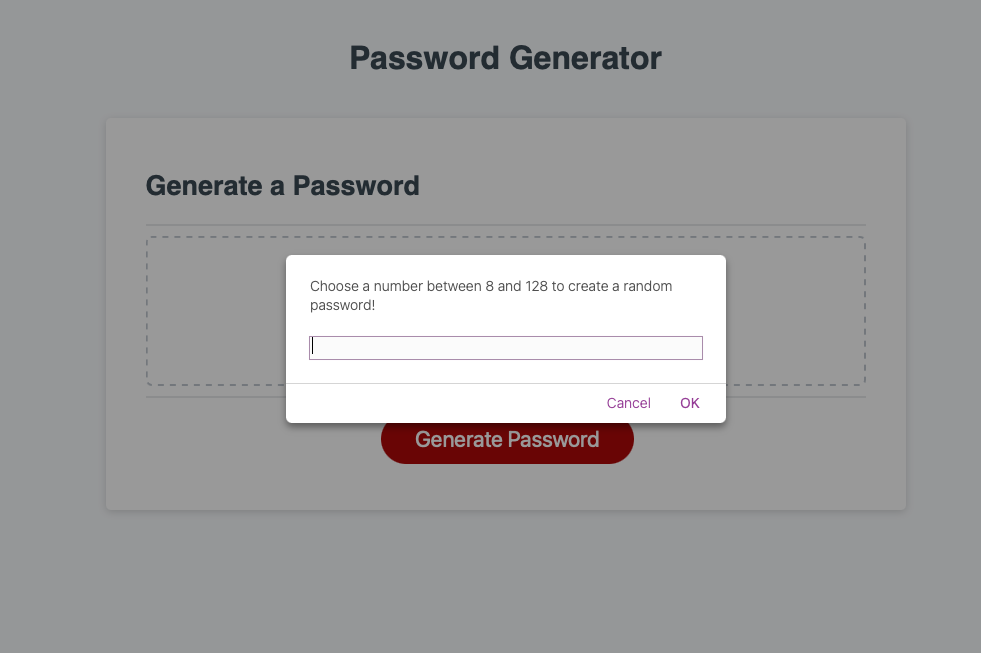 Password Generator
Generate a Password
Choose a number between 8 and 128 to create a random
password!
Cancel OK
Generate Password